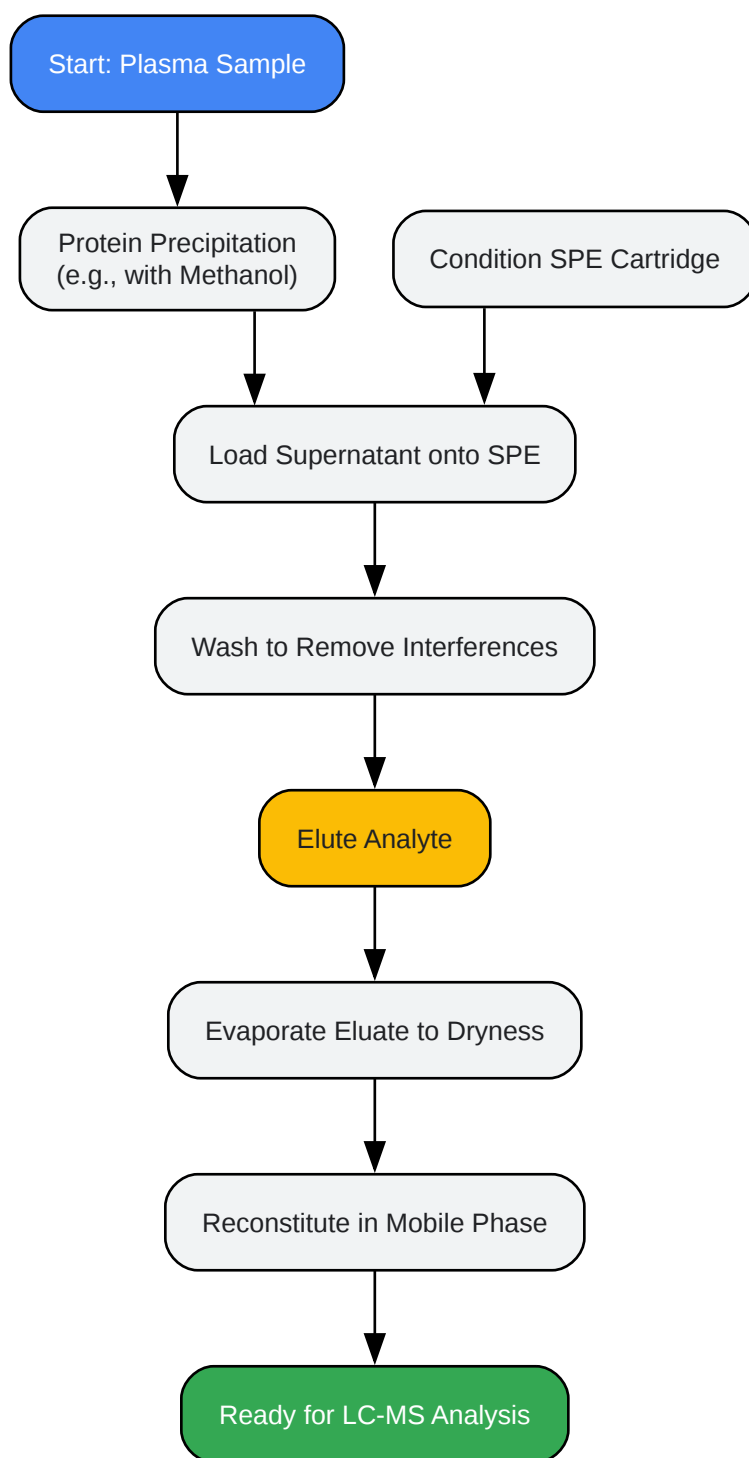 Start: Plasma Sample
Protein Precipitation
(e.g., with Methanol)
Condition SPE Cartridge
Load Supernatant onto SPE
Wash to Remove Interferences
Elute Analyte
Evaporate Eluate to Dryness
Reconstitute in Mobile Phase
Ready for LC-MS Analysis